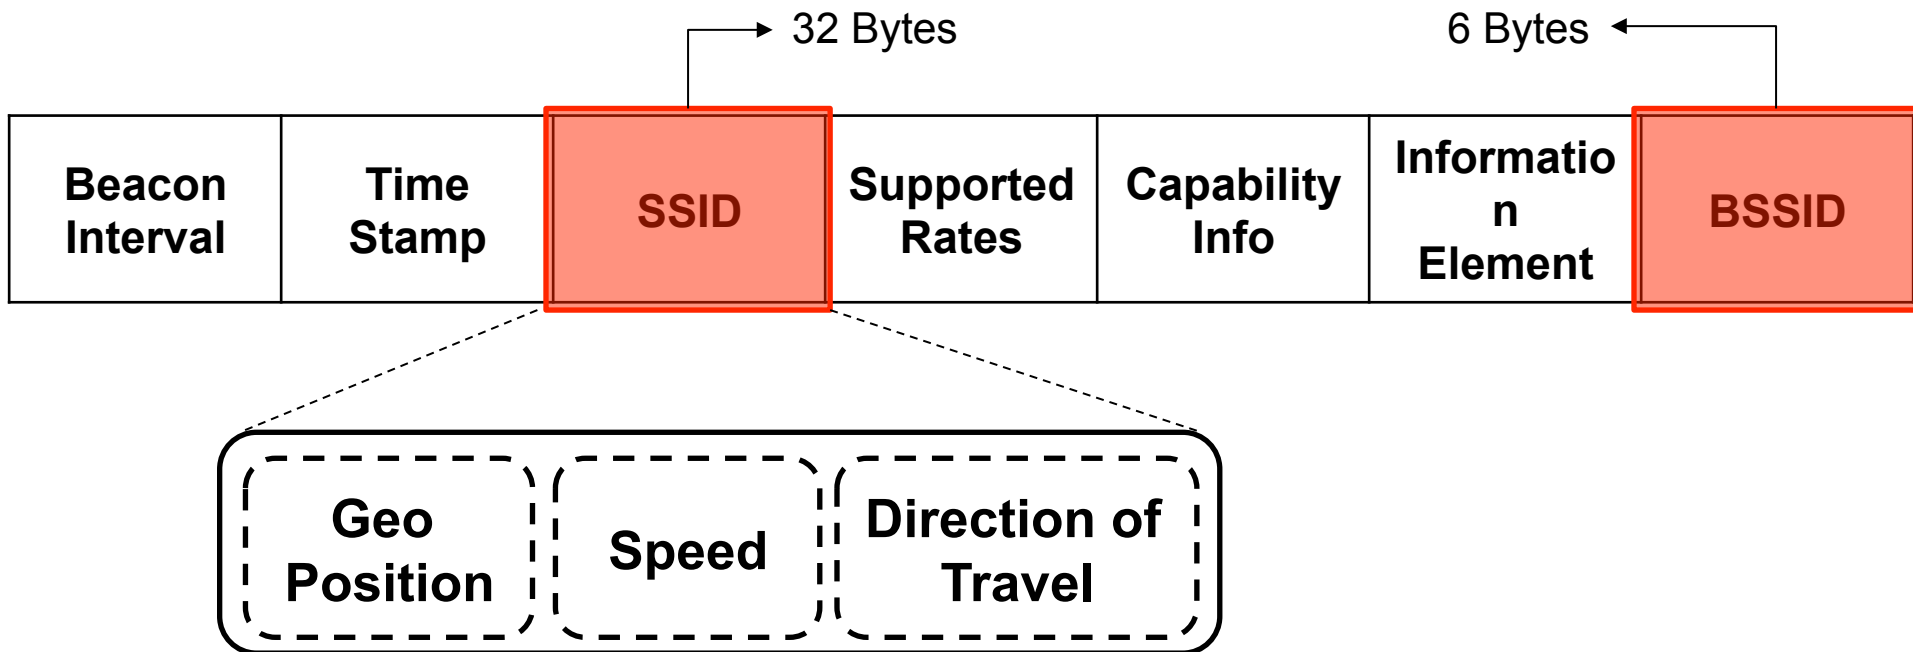 32 Bytes
6 Bytes
Beacon
Interval
Time
Stamp
SSID
Supported
Rates
Capability
Info
Informatio
n
Element
BSSID
Geo
Position
Speed
Direction of
Travel